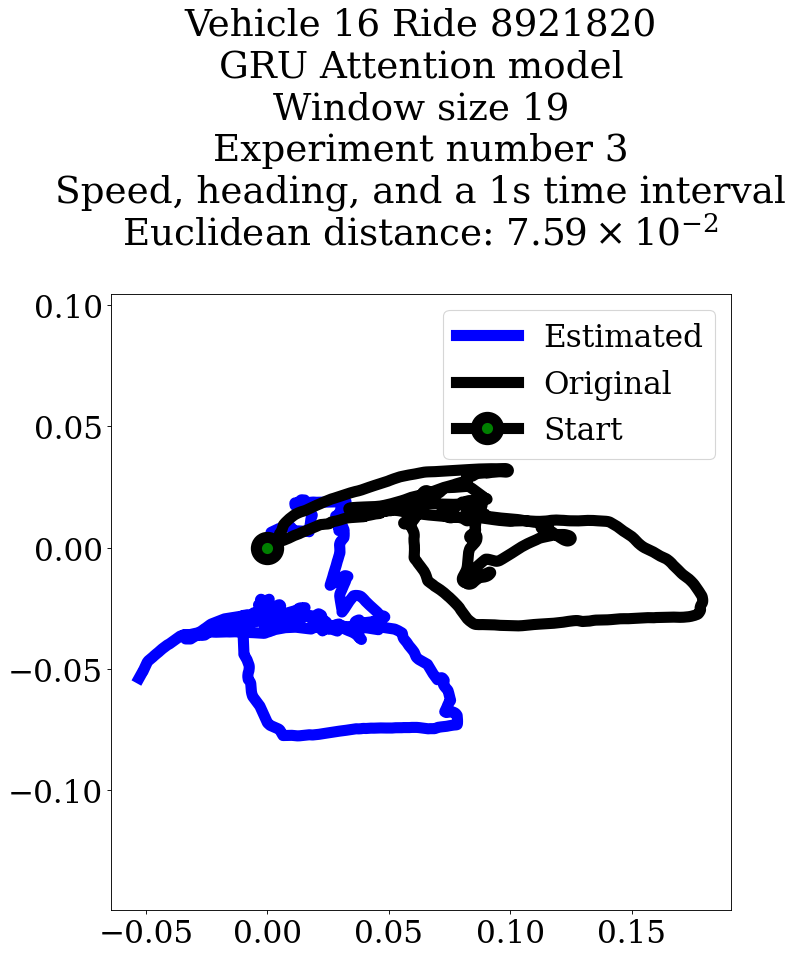 Vehicle 16 Ride 8921820
GRU Attention model
Window size 19
Experiment number 3
Speed, heading, and a 1s time interval
Euclidean distance: 7.59 × 10⁻²
Estimated
Original
Start
0.10
0.05
0.00
−0.05
−0.10
−0.05 0.00 0.05 0.10 0.15